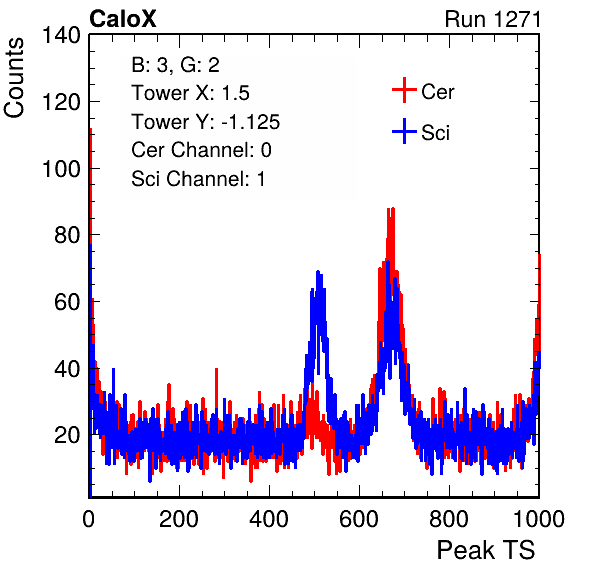 CaloX Run 1271
Counts
140
120
100
80
60
40
20
B: 3, G: 2
Tower X: 1.5
Tower Y: -1.125
Cer Channel: 0
Sci Channel: 1
Cer
Sci
0 200 400 600 800 1000
Peak TS